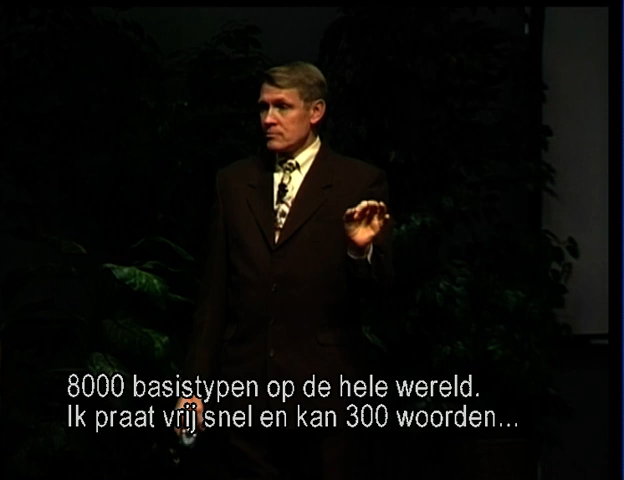 8000 basistypen op de hele wereld.
Ik praat vrij snel en kan 300 woorden...